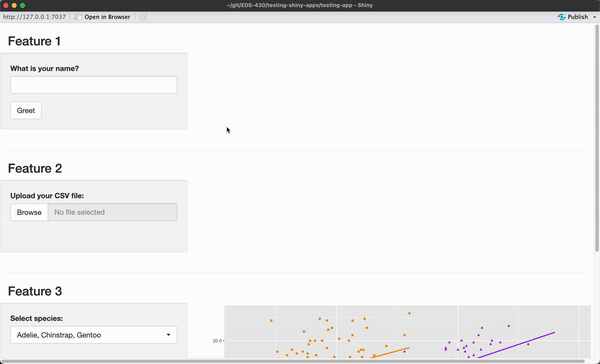 ~/git/EDS-430/testing-shiny-apps/testing-app - Shiny
http://127.0.0.1:7037 Open in Browser Publish
Feature 1
What is your name?
Greet
Feature 2
Upload your CSV file:
Browse No file selected
Feature 3
Select species:
Adelie, Chinstrap, Gentoo
20.0